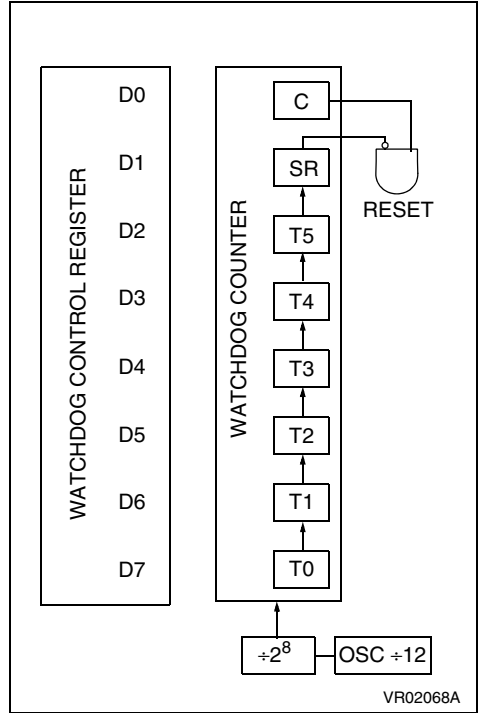 WATCHDOG CONTROL REGISTER
D0
D1
D2
D3
D4
D5
D6
D7
WATCHDOG COUNTER
C
SR
T5
T4
T3
T2
T1
T0
RESET
÷2⁸
OSC ÷12
VR02068A